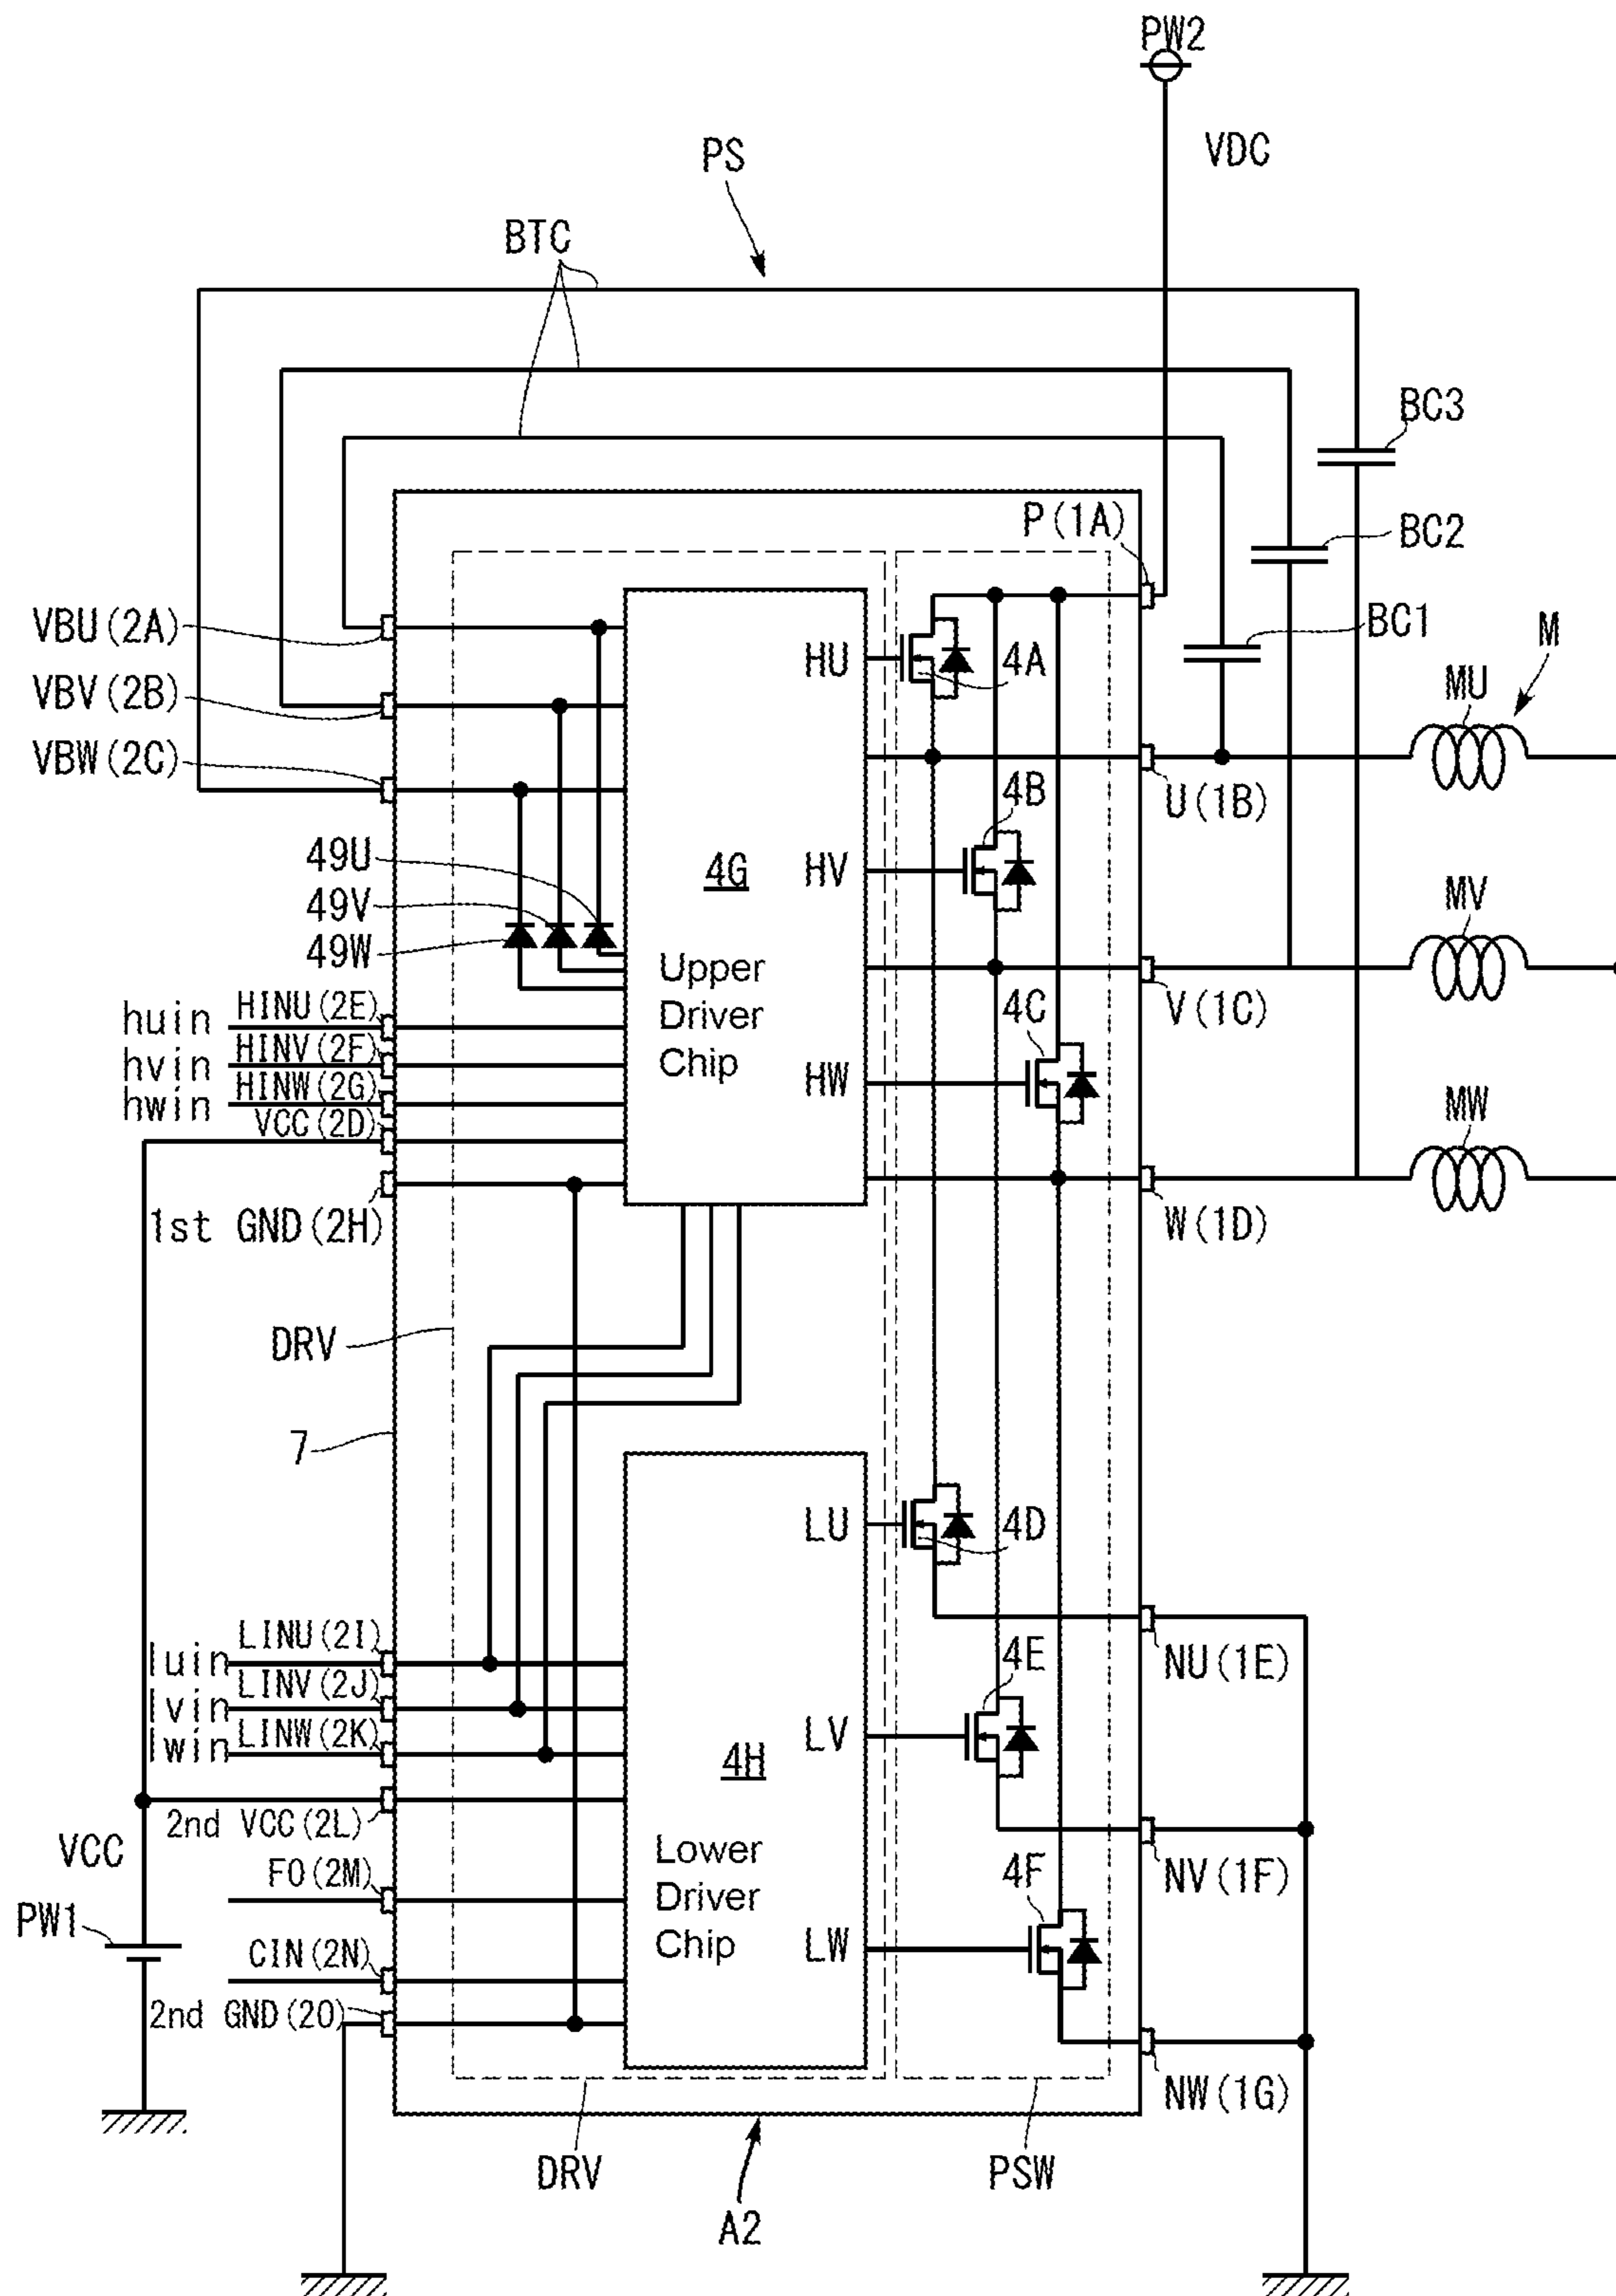 PW2
VDC
PS
BTC
BC3
P(1A)
BC2
VBU(2A)
BC1
M
HU
4A
MU
VBV(2B)
VBW(2C)
4B
U(1B)
49U
4G
HV
MV
49V
49W
Upper
Driver
Chip
huin
HINU(2E)
4C
V(1C)
hvin
HINV(2F)
HW
hwin
HINW(2G)
MW
VCC(2D)
1st GND(2H)
W(1D)
DRV
7
LU
4D
luin
LINU(2I)
4E
NU(1E)
lvin
LINV(2J)
lwin
LINW(2K)
4H
LV
2nd VCC(2L)
VCC
Lower
Driver
Chip
FO(2M)
4F
NV(1F)
PW1
CIN(2N)
LW
2nd GND(2O)
NW(1G)
DRV
PSW
A2